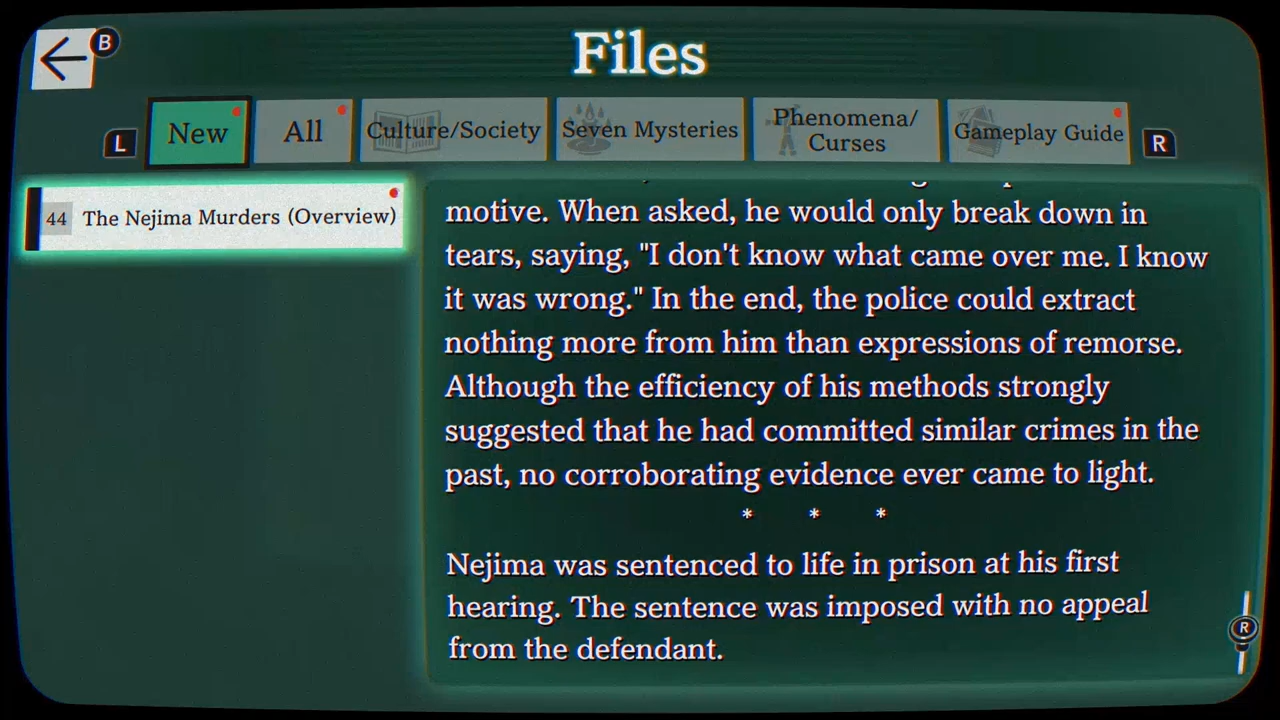 B
Files
L
New
All
Culture/Society
Seven Mysteries
Phenomena/
Curses
Gameplay Guide
R
44 The Nejima Murders (Overview)
motive. When asked, he would only break down in
tears, saying, "I don't know what came over me. I know
it was wrong." In the end, the police could extract
nothing more from him than expressions of remorse.
Although the efficiency of his methods strongly
suggested that he had committed similar crimes in the
past, no corroborating evidence ever came to light.
* * *
Nejima was sentenced to life in prison at his first
hearing. The sentence was imposed with no appeal
from the defendant.
R